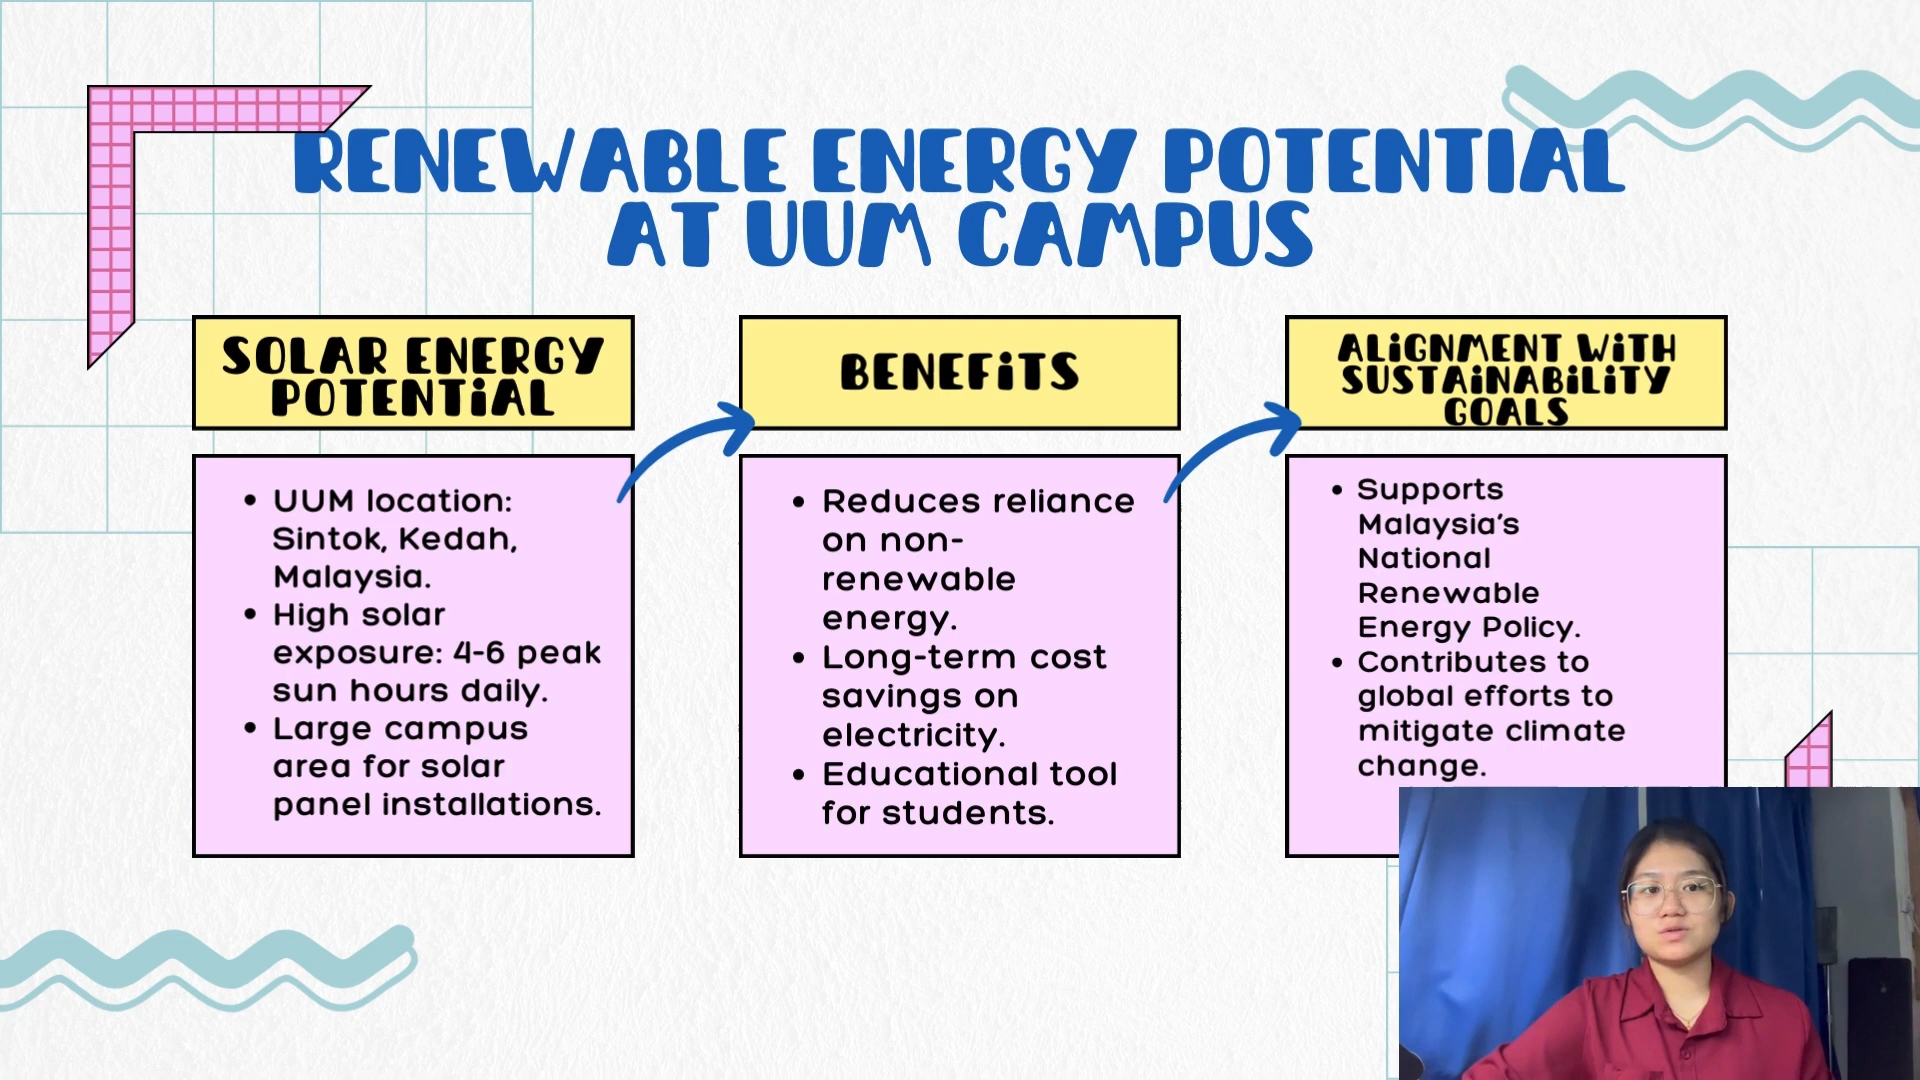 RENEWABLE ENERGY POTENTIAL
AT UUM CAMPUS
SOLAR ENERGY
POTENTIAL
• UUM location:
Sintok, Kedah,
Malaysia.
• High solar
exposure: 4-6 peak
sun hours daily.
• Large campus
area for solar
panel installations.
BENEFITS
• Reduces reliance
on non-
renewable
energy.
• Long-term cost
savings on
electricity.
• Educational tool
for students.
ALIGNMENT WITH
SUSTAINABILITY
GOALS
• Supports
Malaysia's
National
Renewable
Energy Policy.
• Contributes to
global efforts to
mitigate climate
change.